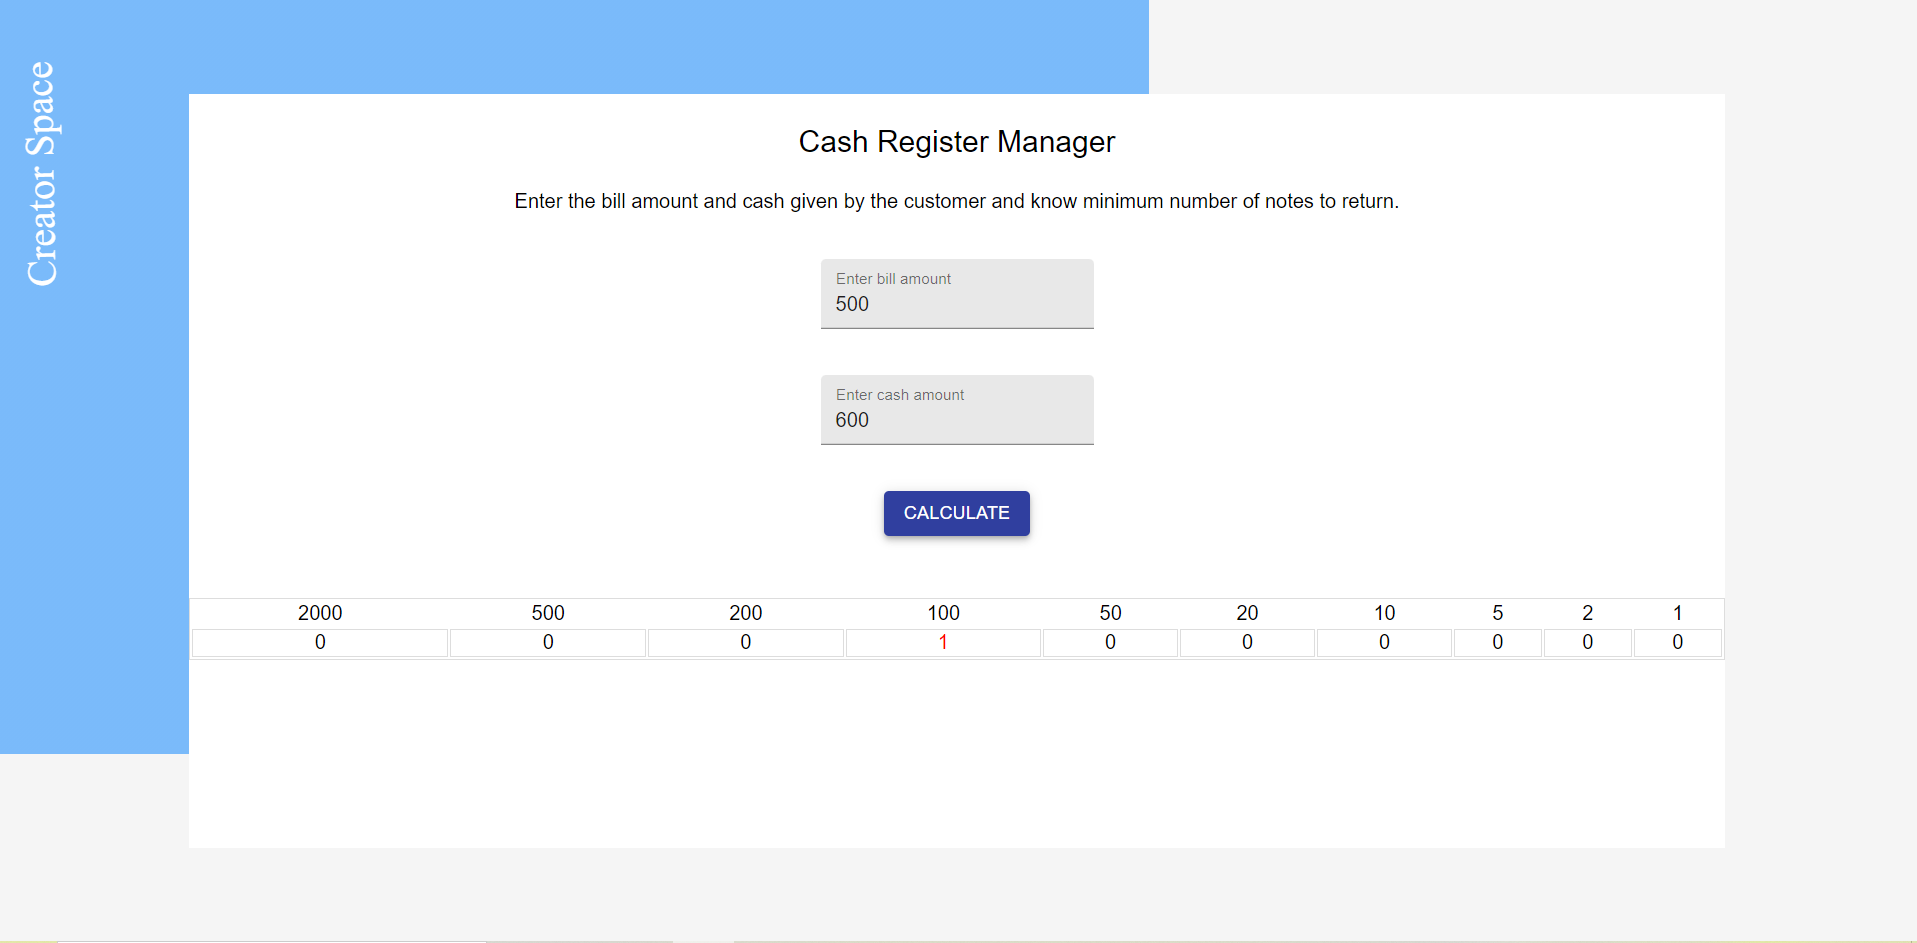 Creator Space
Cash Register Manager
Enter the bill amount and cash given by the customer and know minimum number of notes to return.
Enter bill amount
500
Enter cash amount
600
CALCULATE
2000 500 200 100 50 20 10 5 2 1
0 0 0 1 0 0 0 0 0 0